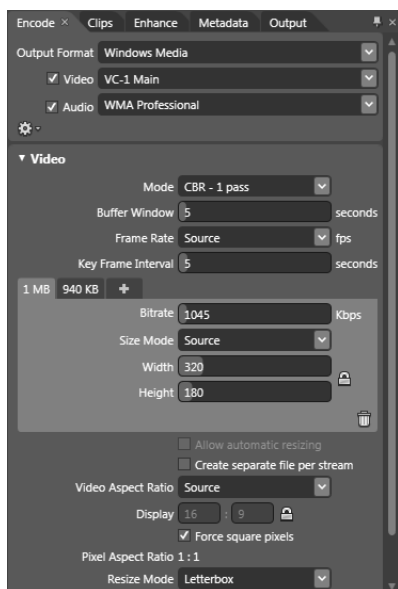 Encode × Clips Enhance Metadata Output
Output Format Windows Media
Video VC-1 Main
Audio WMA Professional
Video
Mode CBR - 1 pass
Buffer Window 5 seconds
Frame Rate Source fps
Key Frame Interval 5 seconds
1 MB 940 KB +
Bitrate 1045 Kbps
Size Mode Source
Width 320
Height 180
Allow automatic resizing
Create separate file per stream
Video Aspect Ratio Source
Display 16 : 9
Force square pixels
Pixel Aspect Ratio 1 : 1
Resize Mode Letterbox